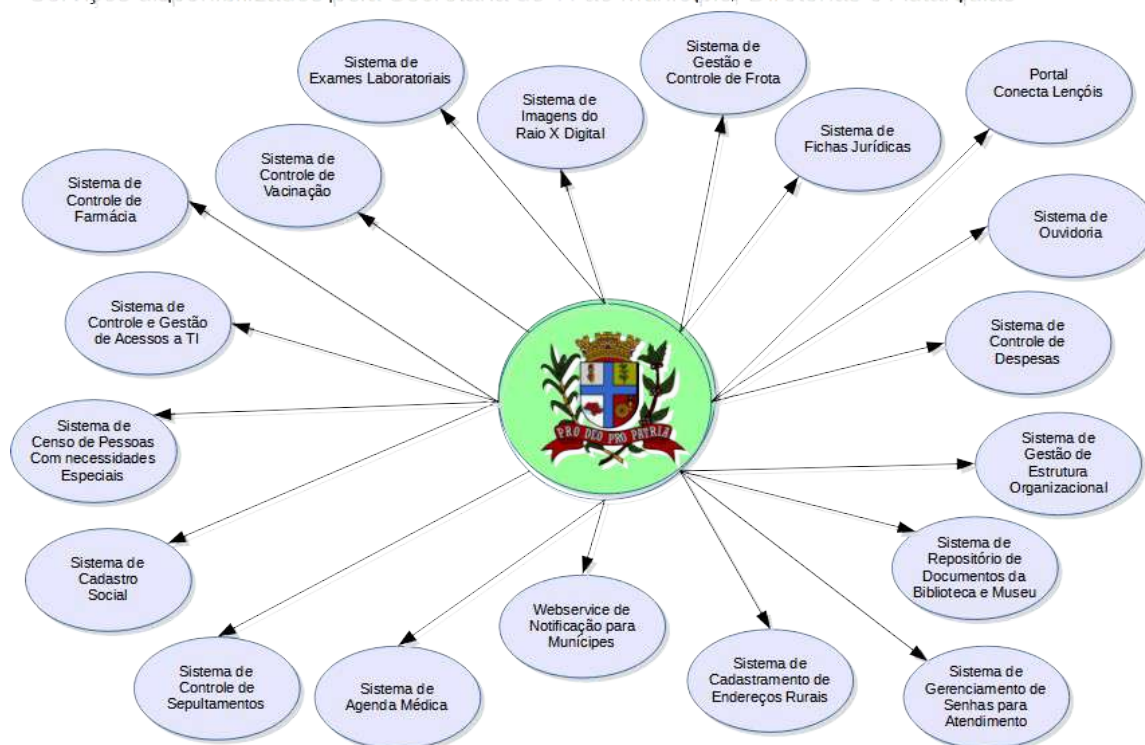 Sistema de
Exames Laboratoriais
Sistema de
Imagens do
Raio X Digital
Sistema de
Gestão e
Controle de Frota
Sistema de
Fichas Jurídicas
Portal
Conecta Lençóis
Sistema de
Controle de
Vacinação
Sistema de
Controle de
Farmácia
Sistema de
Ouvidoria
Sistema de
Controle e Gestão
de Acessos a TI
Sistema de
Controle de
Despesas
PRO DEO PRO PATRIA
Sistema de
Censo de Pessoas
Com necessidades
Especiais
Sistema de
Gestão de
Estrutura
Organizacional
Sistema de
Cadastro
Social
Sistema de
Repositório de
Documentos da
Biblioteca e Museu
Webservice de
Notificação para
Munícipes
Sistema de
Controle de
Sepultamentos
Sistema de
Agenda Médica
Sistema de
Cadastramento de
Endereços Rurais
Sistema de
Gerenciamento de
Senhas para
Atendimento